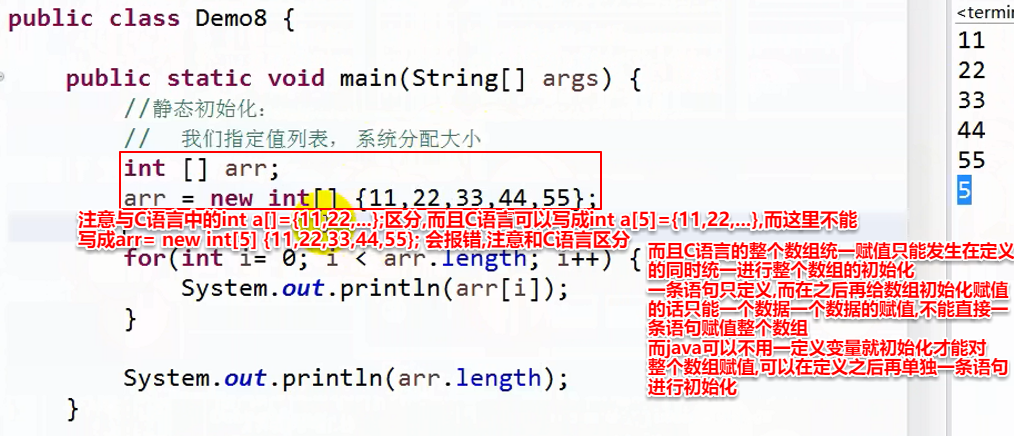 public class Demo8 {
<termin
public static void main(String[] args) {
//静态初始化：
// 我们指定值列表， 系统分配大小
int [] arr;
arr = new int[] {11,22,33,44,55};
注意与C语言中的int a[]={11,22,...};区分,而且C语言可以写成int a[5]={11,22,...},而这里不能
写成arr= new int[5] {11,22,33,44,55}; 会报错,注意和C语言区分
for(int i= 0; i < arr.length; i++) {
System.out.println(arr[i]);
}
System.out.println(arr.length);
}
而且C语言的整个数组统一赋值只能发生在定义
的同时统一进行整个数组的初始化
一条语句只定义,而在之后再给数组初始化赋值
的话只能一个数据一个数据的赋值,不能直接一
条语句赋值整个数组
而java可以不用一定义变量就初始化才能对
整个数组赋值,可以在定义之后再单独一条语句
进行初始化
11
22
33
44
55
5